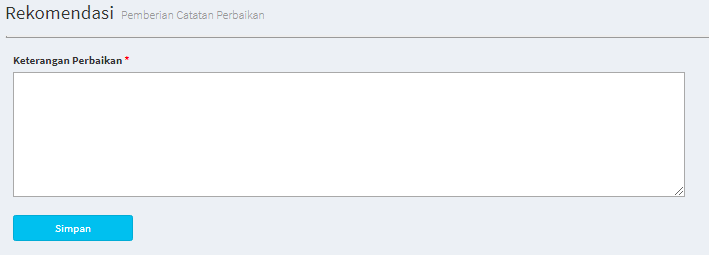 Rekomendasi Pemberian Catatan Perbaikan
Keterangan Perbaikan *
Simpan